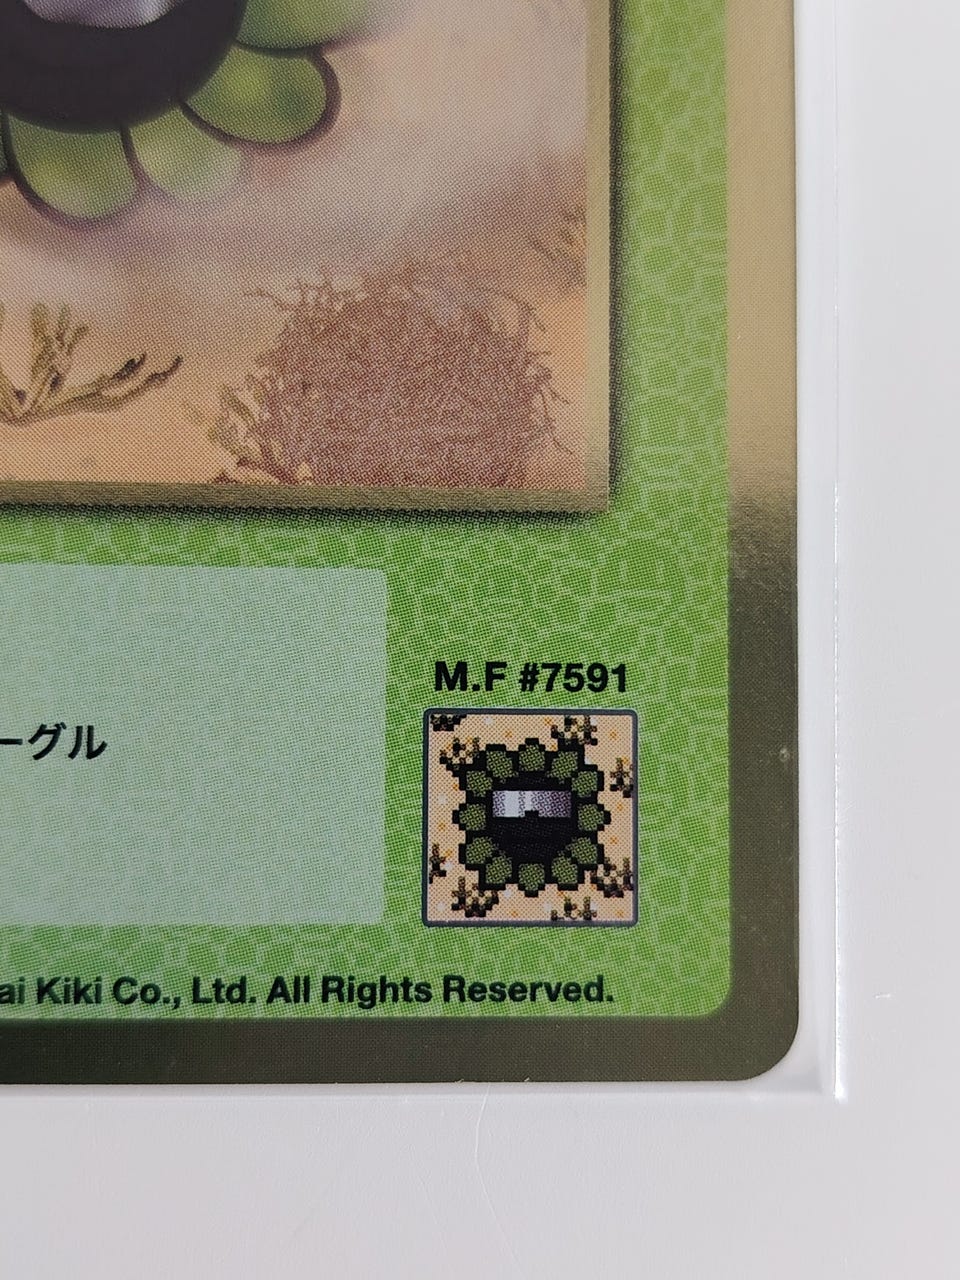 M.F #7591
ーグル
ai Kiki Co., Ltd. All Rights Reserved.